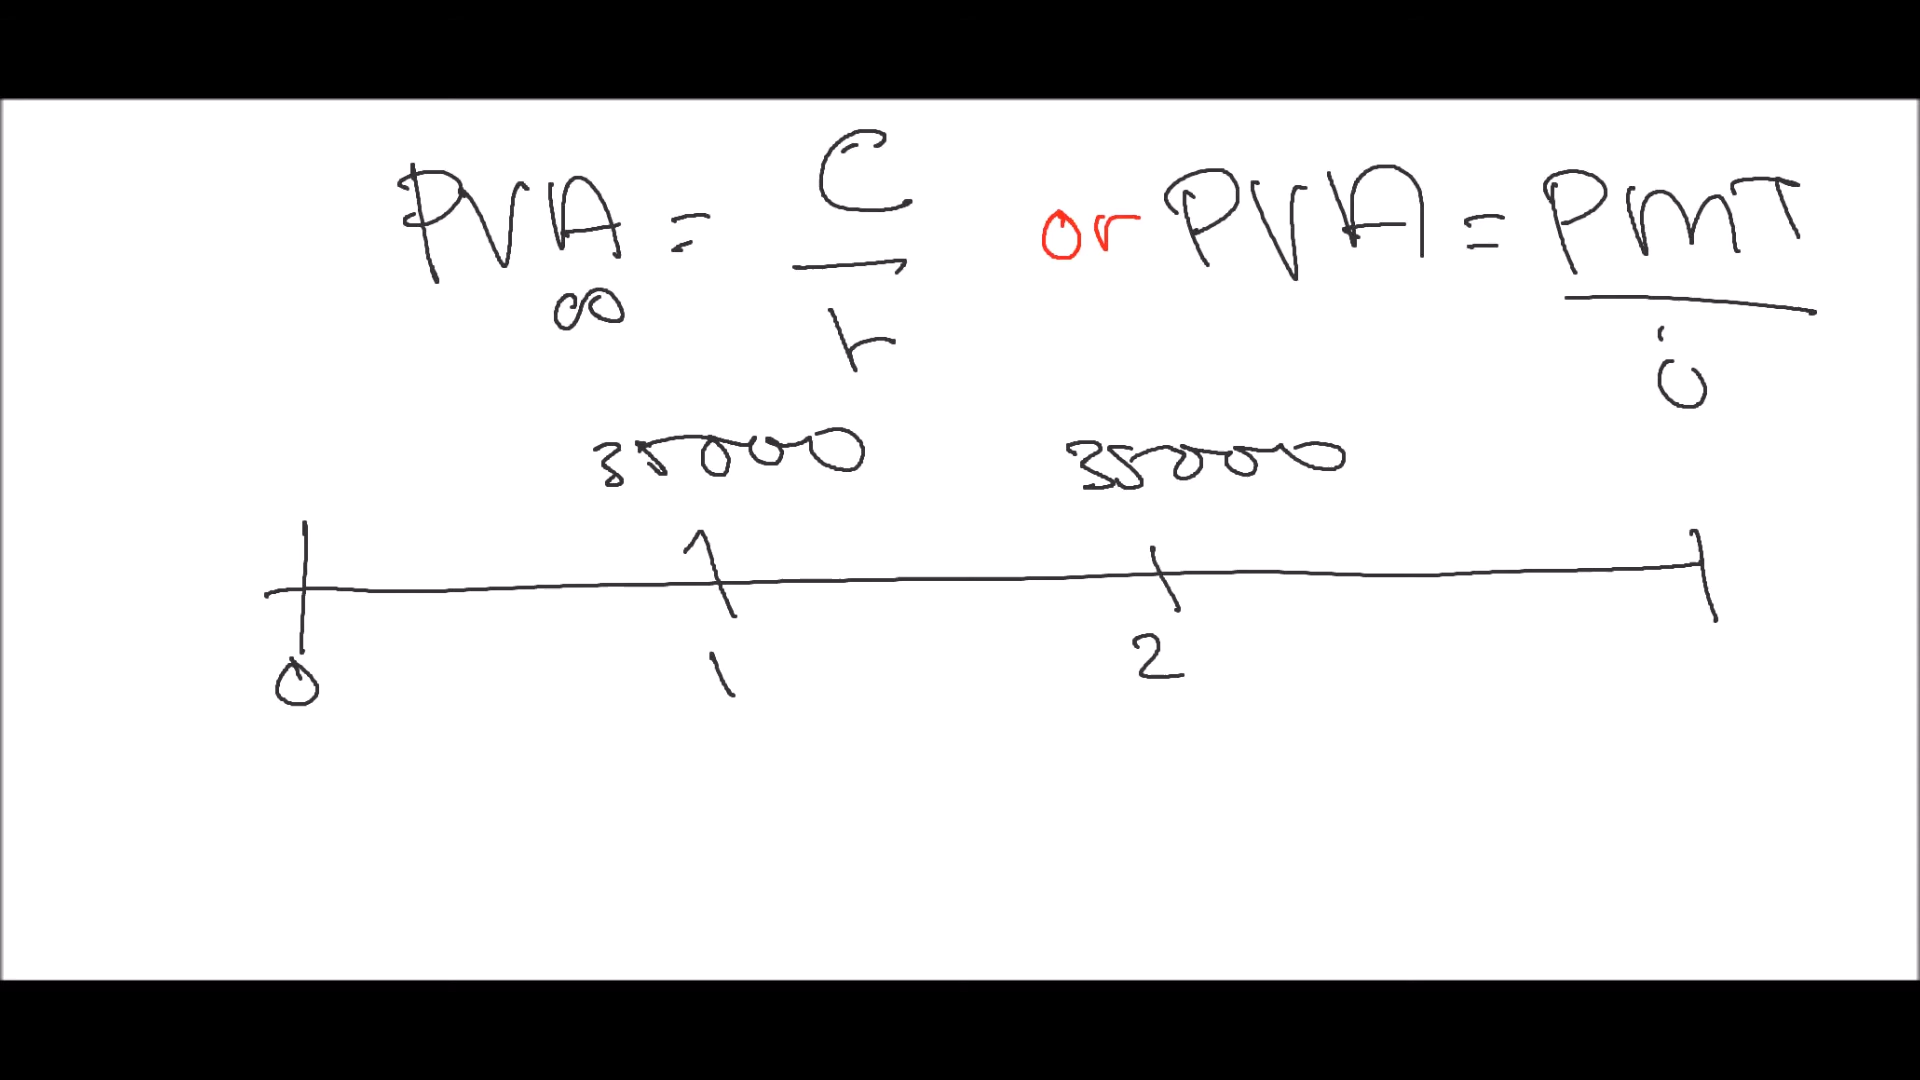 PVA∞ = C/r or PVA = PMT/i
35000 35000
0 1 2